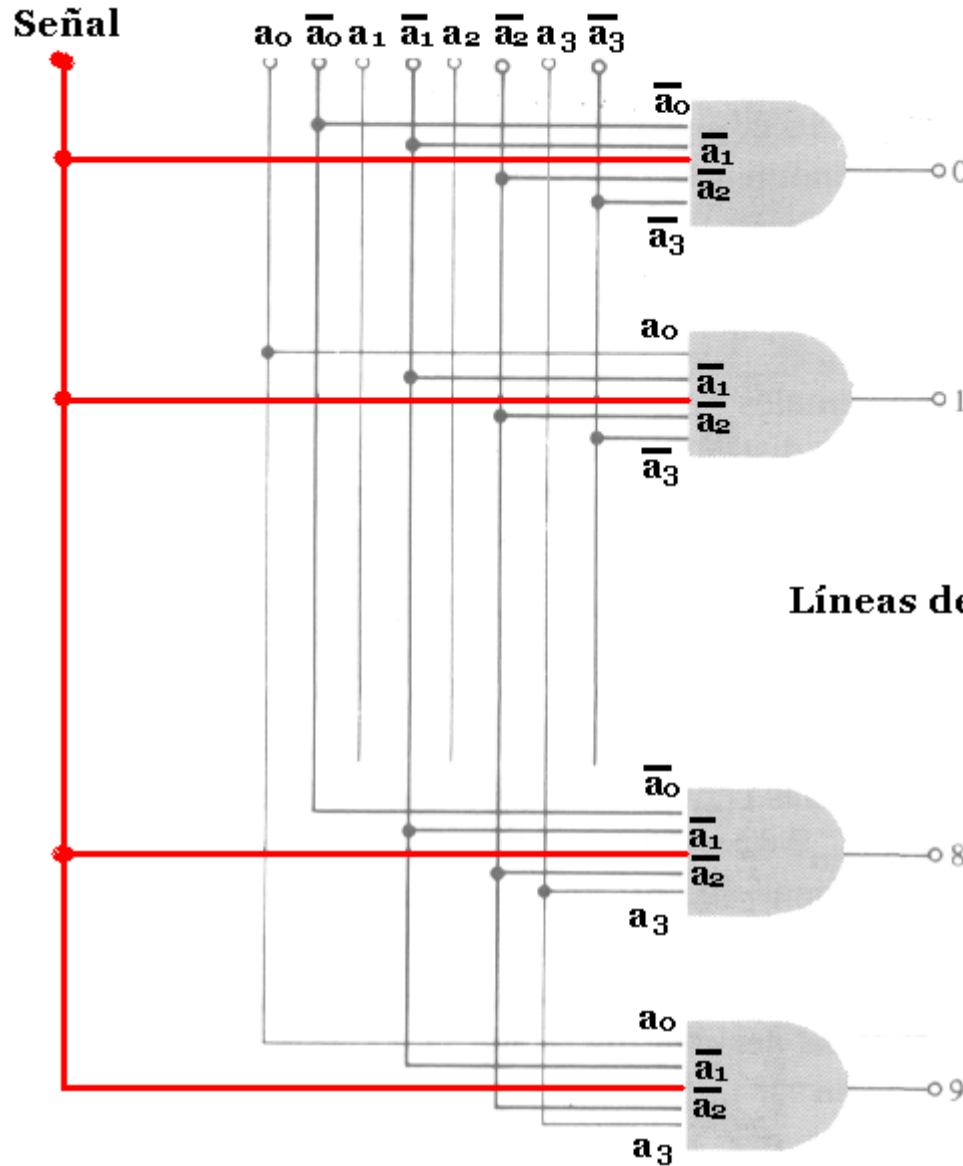 Señal
a₀ a̅₀ a₁ a̅₁ a₂ a̅₂ a₃ a̅₃
a̅₀
a̅₁
0
a̅₂
a̅₃
a₀
a̅₁
1
a̅₂
a̅₃
Líneas de
a̅₀
a̅₁
8
a̅₂
a₃
a₀
a̅₁
9
a̅₂
a₃